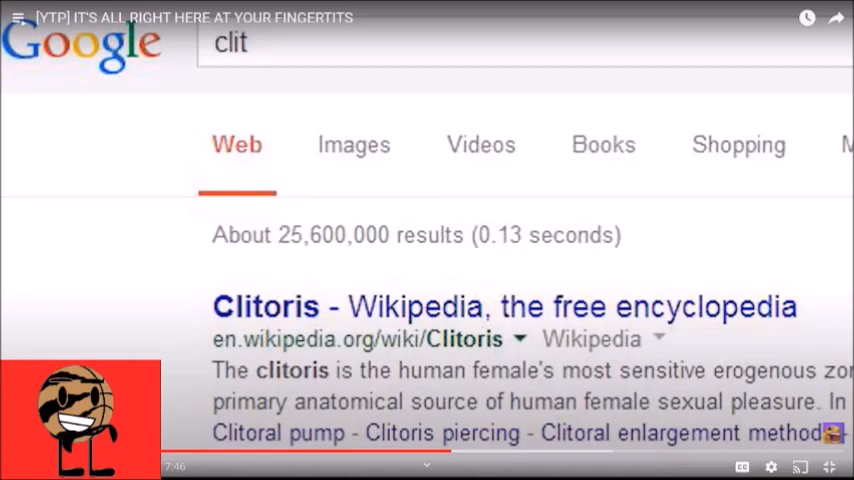 [YTP] IT'S ALL RIGHT HERE AT YOUR FINGERTITS
Google clit
Web Images Videos Books Shopping
About 25,600,000 results (0.13 seconds)
Clitoris - Wikipedia, the free encyclopedia
en.wikipedia.org/wiki/Clitoris Wikipedia
The clitoris is the human female's most sensitive erogenous
primary anatomical source of human female sexual pleasure. In
Clitoral pump - Clitoris piercing - Clitoral enlargement method
7:46
CC